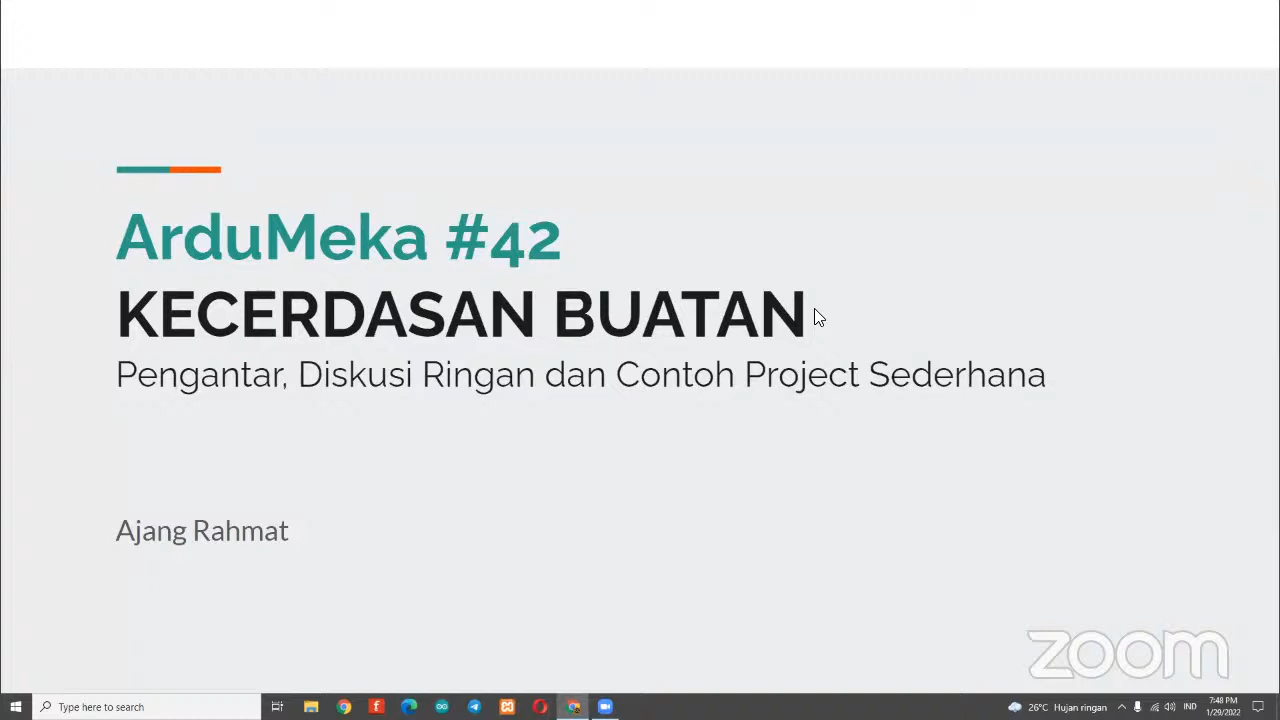 ArduMeka #42
KECERDASAN BUATAN
Pengantar, Diskusi Ringan dan Contoh Project Sederhana
Ajang Rahmat
zoom
Type here to search
26°C Hujan ringan
IND
7:48 PM
1/29/2022